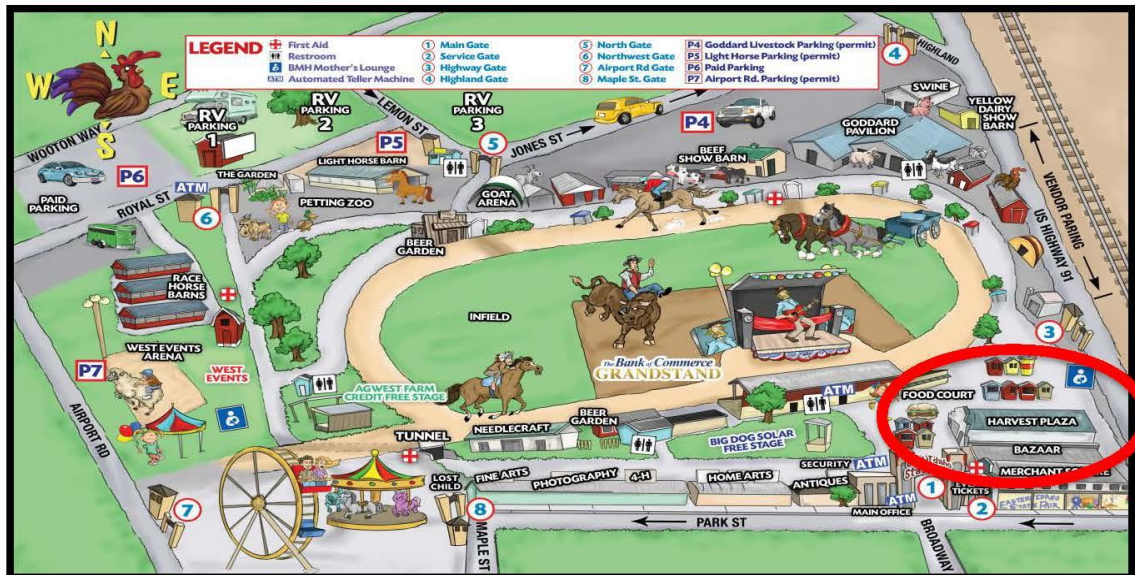 N
W E
S
LEGEND
First Aid
Restroom
BMH Mother's Lounge
ATM Automated Teller Machine
1 Main Gate
2 Service Gate
3 Highway Gate
4 Highland Gate
5 North Gate
6 Northwest Gate
7 Airport Rd Gate
8 Maple St. Gate
P4 Goddard Livestock Parking (permit)
P5 Light Horse Parking (permit)
P6 Paid Parking
P7 Airport Rd. Parking (permit)
4
HIGHLAND
WOOTON WAY
RV
PARKING
1
RV
PARKING
2
LEMON ST
RV
PARKING
3
JONES ST
P4
SWINE
YELLOW
DAIRY
SHOW
BARN
GODDARD
PAVILION
P5
5
LIGHT HORSE BARN
BEEF
SHOW BARN
P6
PAID
PARKING
ATM
THE GARDEN
PETTING ZOO
GOAT
ARENA
ROYAL ST
6
BEER
GARDEN
VENDOR PARING
US HIGHWAY 91
RACE
HORSE
BARNS
INFIELD
3
WEST EVENTS
ARENA
P7
WEST
EVENTS
The Bank of Commerce
GRANDSTAND
AGWEST FARM
CREDIT FREE STAGE
ATM
FOOD COURT
HARVEST PLAZA
BAZAAR
AIRPORT RD
TUNNEL
NEEDLECRAFT
BEER
GARDEN
BIG DOG SOLAR
FREE STAGE
LOST
CHILD
FINE ARTS
PHOTOGRAPHY
4-H
HOME ARTS
SECURITY
ANTIQUES
ATM
1
TICKETS
2
7
8
MAPLE ST
PARK ST
MAIN OFFICE
ATM
BROADWAY